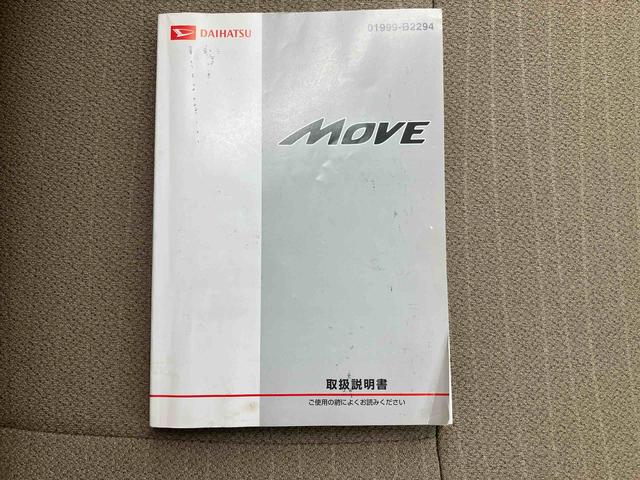 DAIHATSU
01999-B2294
MOVE
取扱説明書
ご使用の前によくお読みください